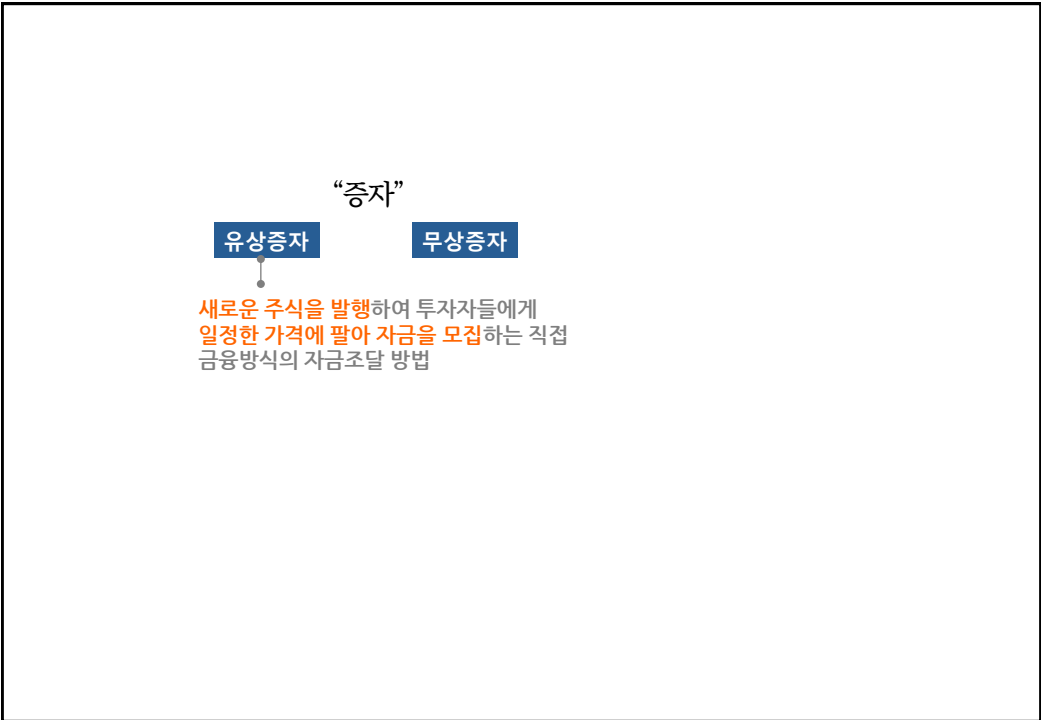 “증자”
유상증자 무상증자
새로운 주식을 발행하여 투자자들에게
일정한 가격에 팔아 자금을 모집하는 직접
금융방식의 자금조달 방법